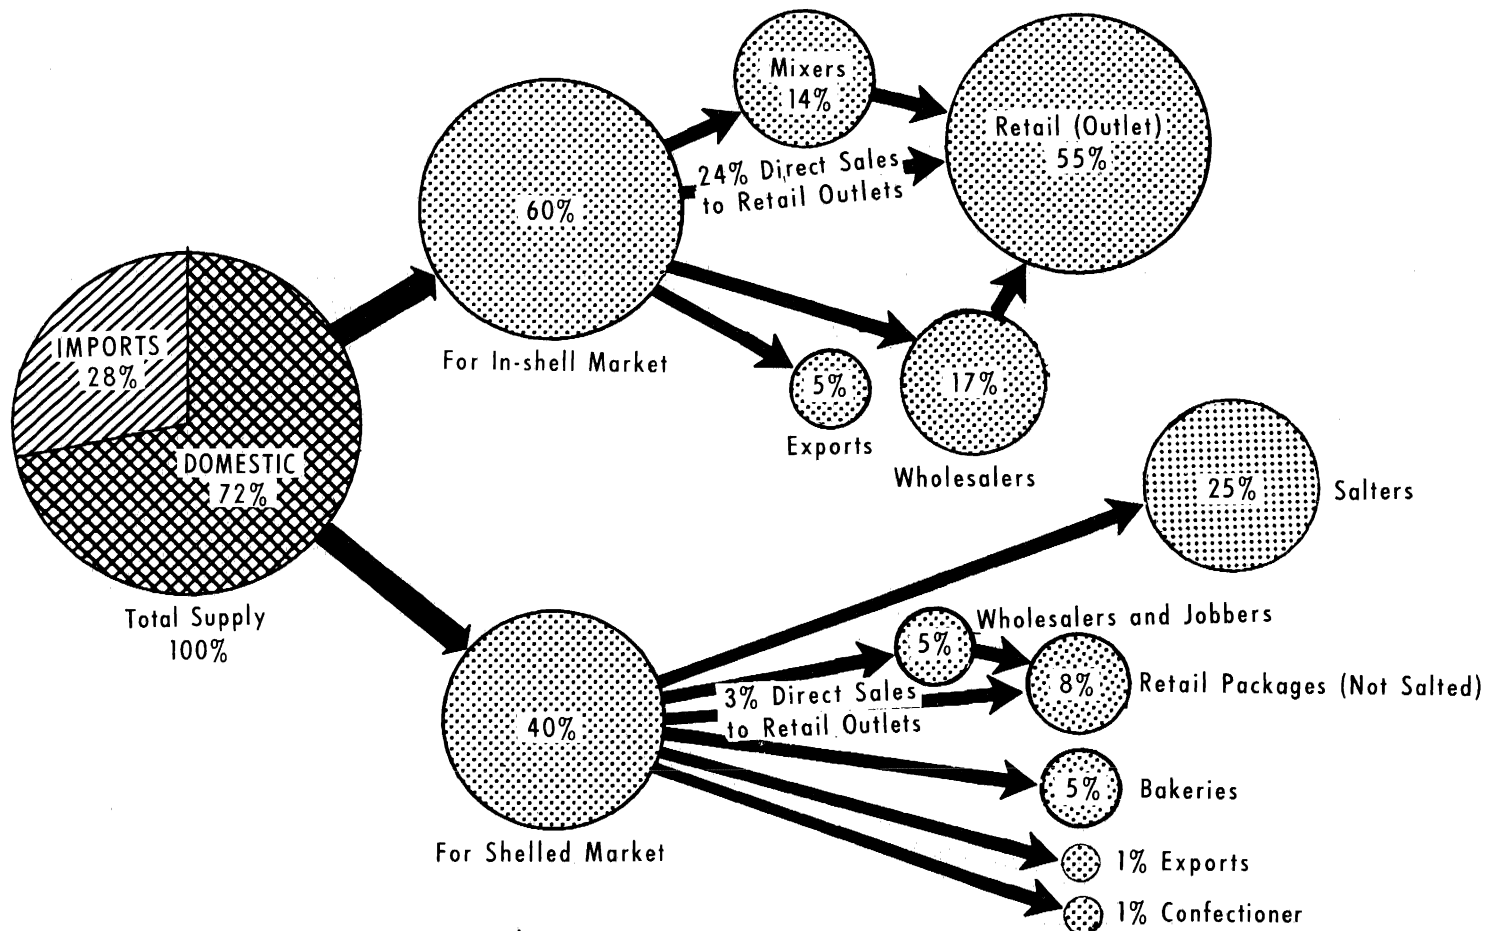 IMPORTS
28%
DOMESTIC
72%
Total Supply
100%
60%
For In-shell Market
Mixers
14%
24% Direct Sales
to Retail Outlets
Retail (Outlet)
55%
5%
Exports
17%
Wholesalers
40%
For Shelled Market
25%
Salters
5%
Wholesalers and Jobbers
3% Direct Sales
to Retail Outlets
8%
Retail Packages (Not Salted)
5%
Bakeries
1% Exports
1% Confectioner